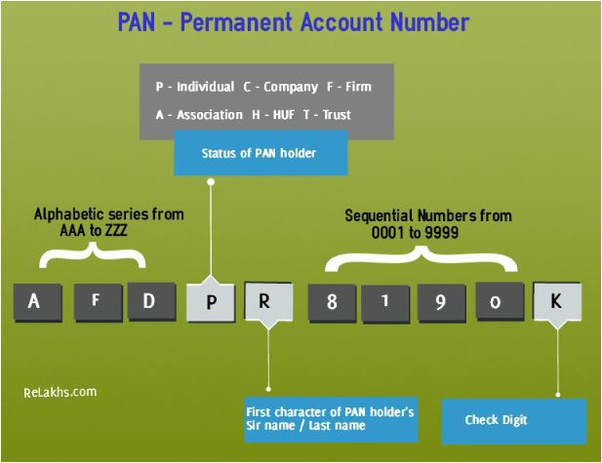 PAN - Permanent Account Number
P - Individual C - Company F - Firm
A - Association H - HUF T - Trust
Status of PAN holder
Alphabetic series from
AAA to ZZZ
Sequential Numbers from
0001 to 9999
A F D P R 8 1 9 0 K
ReLakhs.com
First character of PAN holder's
Sir name / Last name
Check Digit